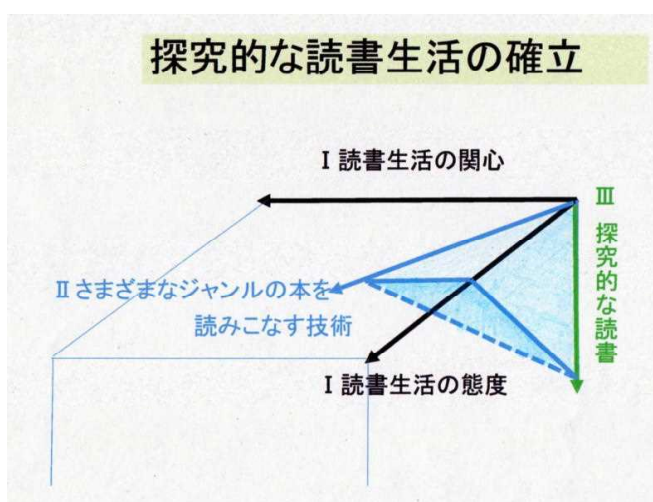 探究的な読書生活の確立
Ⅰ 読書生活の関心
Ⅲ 探究的な読書
Ⅱさまざまなジャンルの本を
読みこなす技術
Ⅰ 読書生活の態度